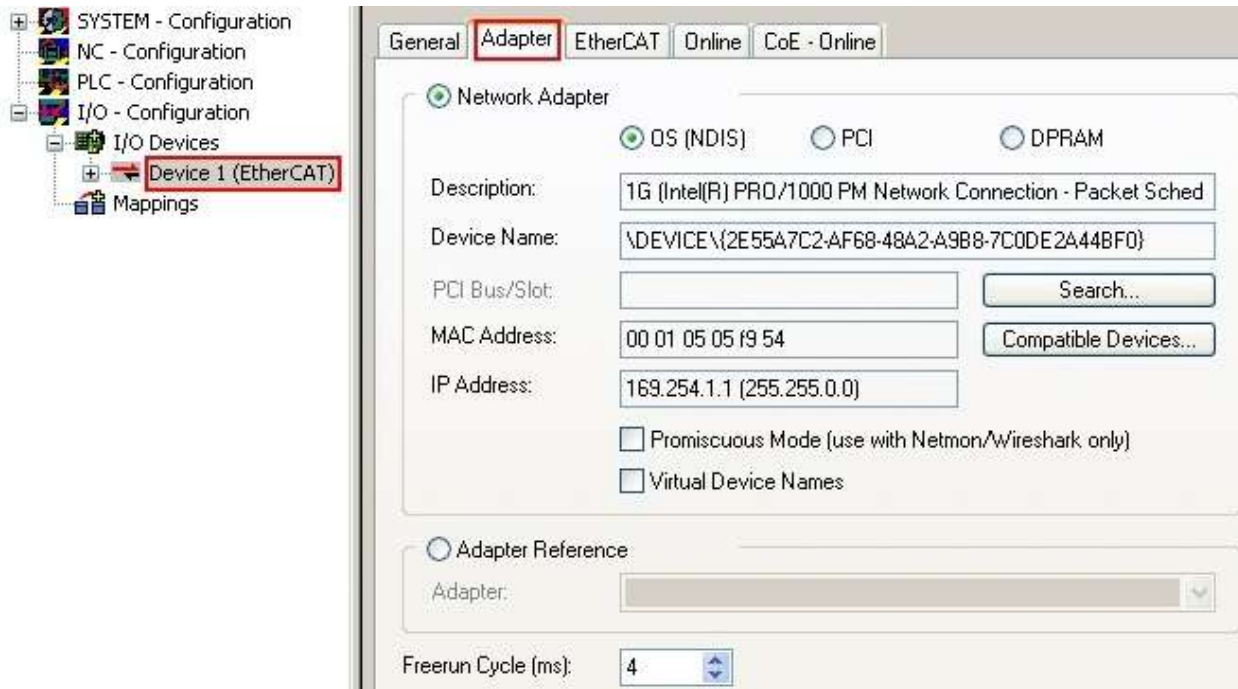 SYSTEM - Configuration
NC - Configuration
PLC - Configuration
I/O - Configuration
I/O Devices
Device 1 (EtherCAT)
Mappings
General Adapter EtherCAT Online CoE - Online
Network Adapter
OS (NDIS) PCI DPRAM
Description: 1G (Intel(R) PRO/1000 PM Network Connection - Packet Sched
Device Name: \DEVICE\{2E55A7C2-AF68-48A2-A9B8-7C0DE2A44BF0}
PCI Bus/Slot: Search...
MAC Address: 00 01 05 05 f9 54 Compatible Devices...
IP Address: 169.254.1.1 (255.255.0.0)
Promiscuous Mode (use with Netmon/Wireshark only)
Virtual Device Names
Adapter Reference
Adapter:
Freerun Cycle (ms): 4